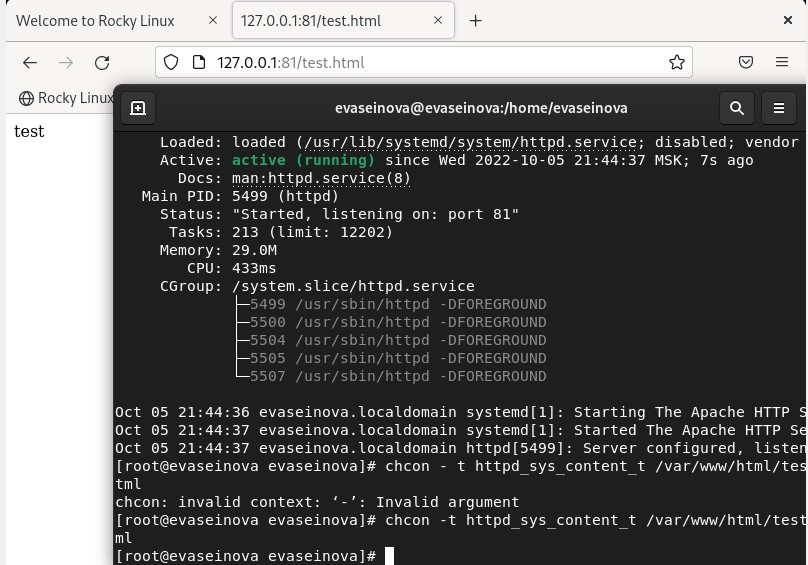 Welcome to Rocky Linux
127.0.0.1:81/test.html
127.0.0.1:81/test.html
Rocky Linux
test
evaseinova@evaseinova:/home/evaseinova
Loaded: loaded (/usr/lib/systemd/system/httpd.service; disabled; vendor
Active: active (running) since Wed 2022-10-05 21:44:37 MSK; 7s ago
Docs: man:httpd.service(8)
Main PID: 5499 (httpd)
Status: "Started, listening on: port 81"
Tasks: 213 (limit: 12202)
Memory: 29.0M
CPU: 433ms
CGroup: /system.slice/httpd.service
├─5499 /usr/sbin/httpd -DFOREGROUND
├─5500 /usr/sbin/httpd -DFOREGROUND
├─5504 /usr/sbin/httpd -DFOREGROUND
├─5505 /usr/sbin/httpd -DFOREGROUND
└─5507 /usr/sbin/httpd -DFOREGROUND
Oct 05 21:44:36 evaseinova.localdomain systemd[1]: Starting The Apache HTTP S
Oct 05 21:44:37 evaseinova.localdomain systemd[1]: Started The Apache HTTP Se
Oct 05 21:44:37 evaseinova.localdomain httpd[5499]: Server configured, listen
[root@evaseinova evaseinova]# chcon - t httpd_sys_content_t /var/www/html/tes
tml
chcon: invalid context: ‘-’: Invalid argument
[root@evaseinova evaseinova]# chcon -t httpd_sys_content_t /var/www/html/test
ml
[root@evaseinova evaseinova]#